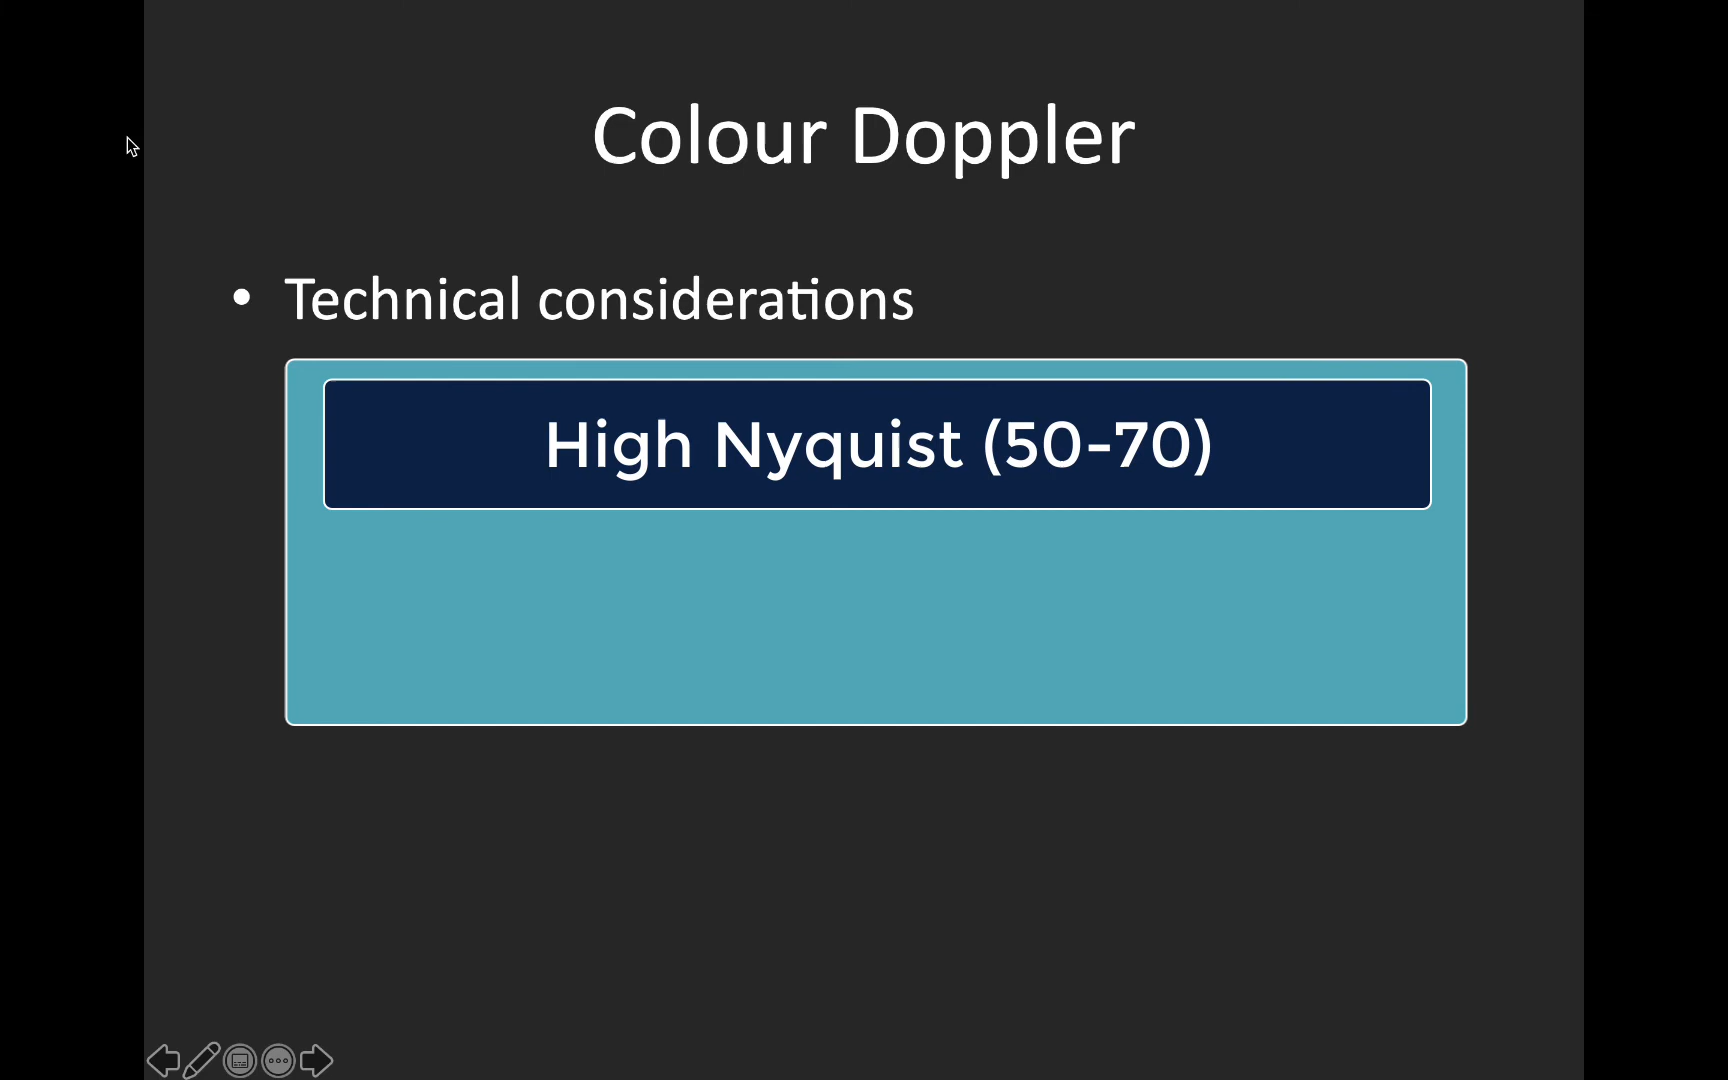 Colour Doppler
• Technical considerations
High Nyquist (50-70)